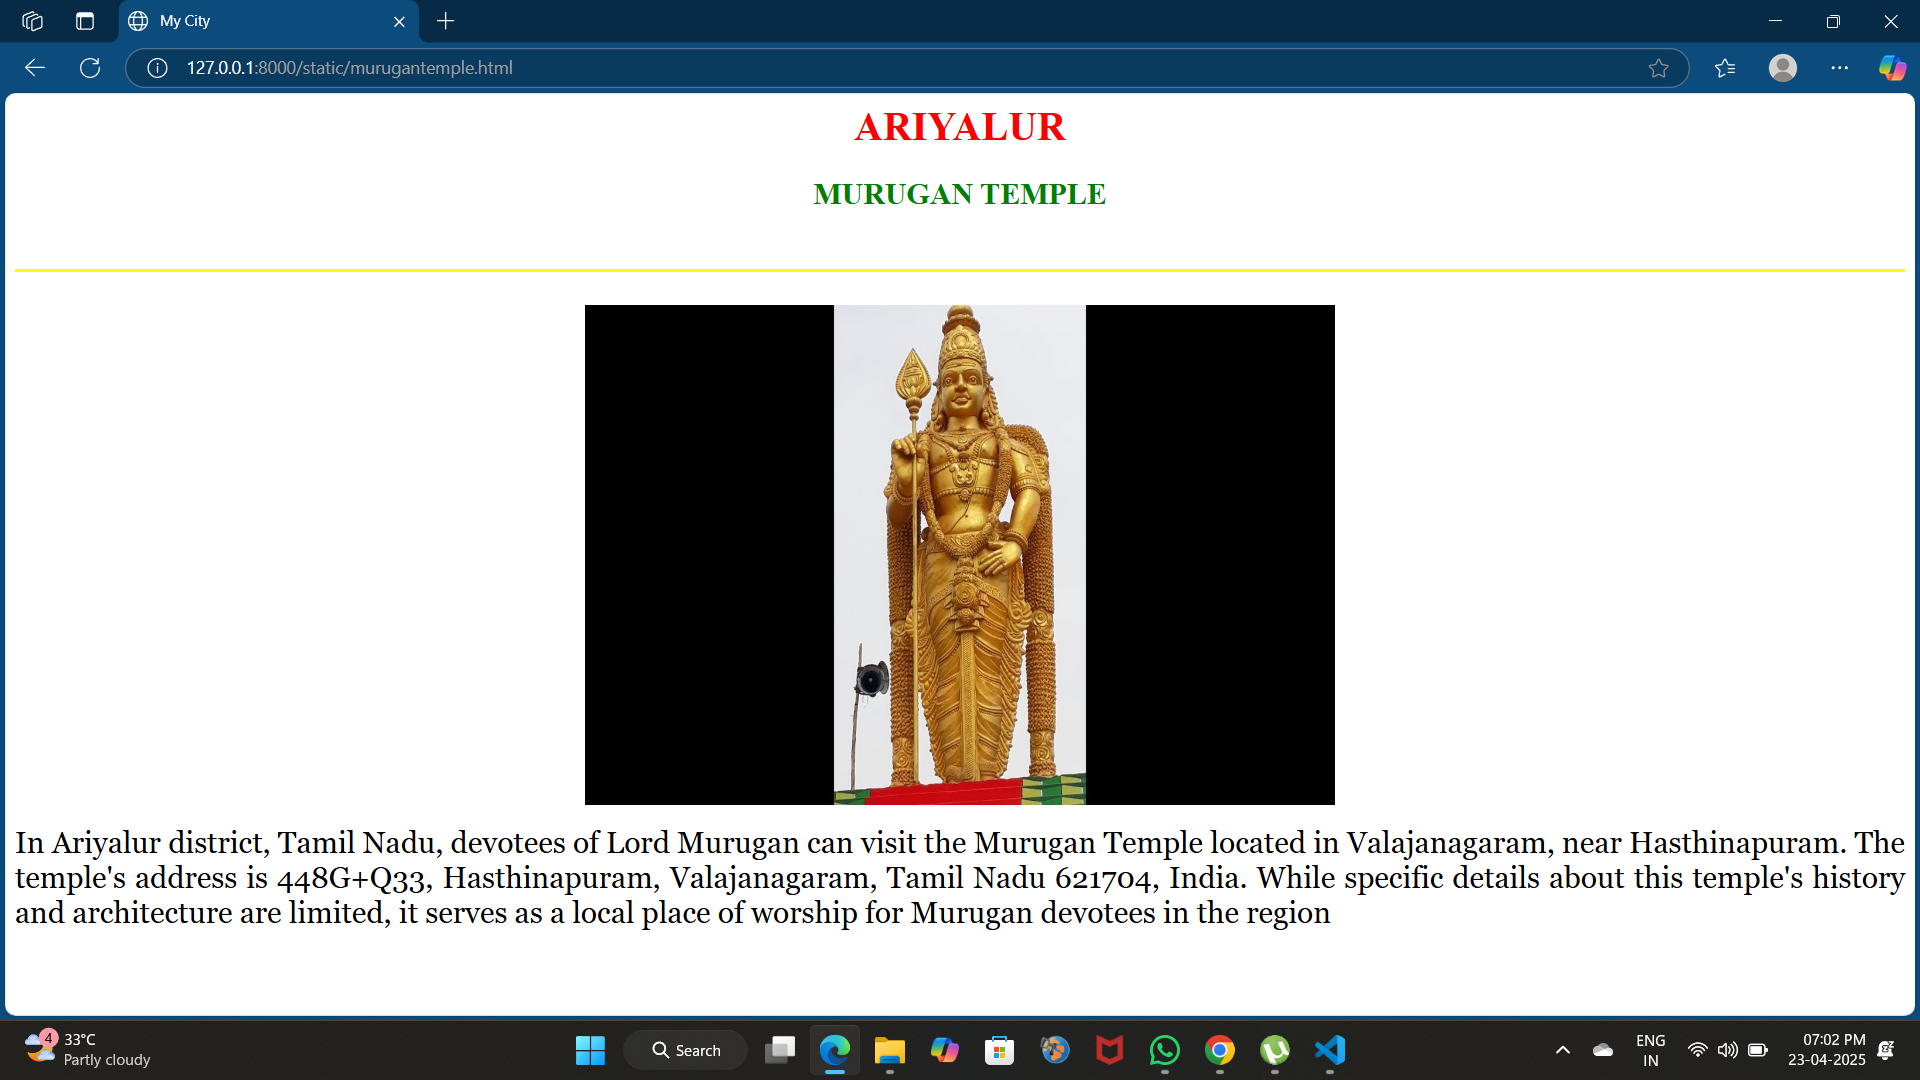 My City
127.0.0.1:8000/static/murugantemple.html
ARIYALUR
MURUGAN TEMPLE
In Ariyalur district, Tamil Nadu, devotees of Lord Murugan can visit the Murugan Temple located in Valajanagaram, near Hasthinapuram. The
temple's address is 448G+Q33, Hasthinapuram, Valajanagaram, Tamil Nadu 621704, India. While specific details about this temple's history
and architecture are limited, it serves as a local place of worship for Murugan devotees in the region
4
33°C
Partly cloudy
Search
ENG
IN
07:02 PM
23-04-2025